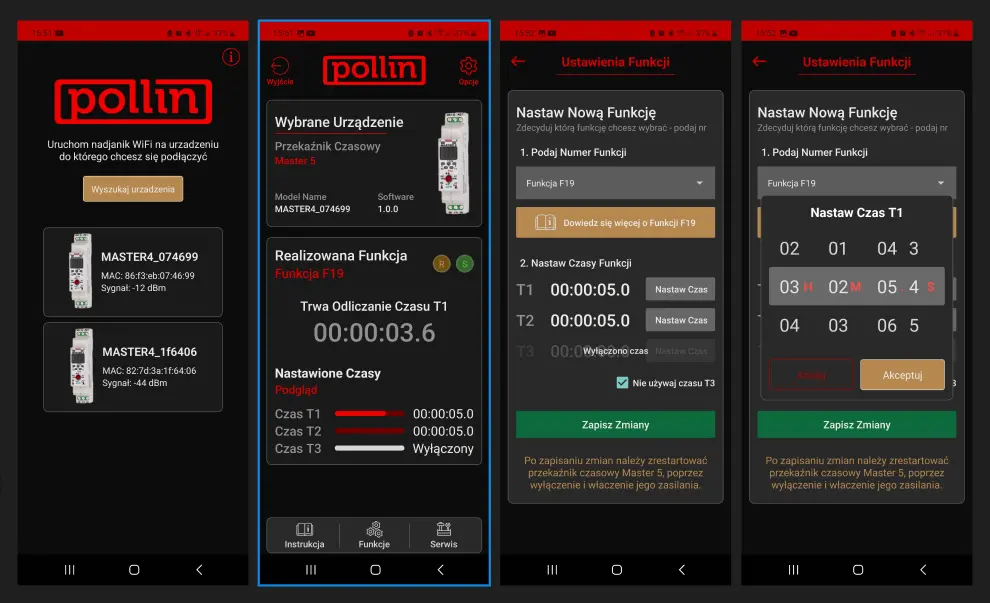 15:51
37%
pollin
Uruchom nadjanik WiFi na urzadzeniu
do którego chcesz się podłączyć
Wyszukaj urzadzenia
MASTER4_074699
MAC: 86:f3:eb:07:46:99
Sygnał: -12 dBm
MASTER4_1f6406
MAC: 82:7d:3a:1f:64:06
Sygnał: -44 dBm
15:51
37%
Wyjście
pollin
Opcje
Wybrane Urządzenie
Przekaźnik Czasowy
Master 5
Model Name
Software
MASTER4_074699
1.0.0
Realizowana Funkcja
R
S
Funkcja F19
Trwa Odliczanie Czasu T1
00:00:03.6
Nastawione Czasy
Podgląd
Czas T1 00:00:05.0
Czas T2 00:00:05.0
Czas T3 Wyłączony
Instrukcja
Funkcje
Serwis
15:52
37%
Ustawienia Funkcji
Nastaw Nową Funkcję
Zdecyduj którą funkcję chcesz wybrać - podaj nr
1. Podaj Numer Funkcji
Funkcja F19
Dowiedz się więcej o Funkcji F19
2. Nastaw Czasy Funkcji
T1 00:00:05.0 Nastaw Czas
T2 00:00:05.0 Nastaw Czas
T3 00:00 Wyłączono czas Nastaw Czas
Nie używaj czasu T3
Zapisz Zmiany
Po zapisaniu zmian należy zrestartować
przekaźnik czasowy Master 5, poprzez
wyłączenie i właczenie jego zasilania.
15:52
37%
Ustawienia Funkcji
Nastaw Nową Funkcję
Zdecyduj którą funkcję chcesz wybrać - podaj nr
1. Podaj Numer Funkcji
Funkcja F19
Nastaw Czas T1
02 01 04 3
03 H 02 M 05 . 4 S
04 03 06 5
Anuluj
Akceptuj
Zapisz Zmiany
Po zapisaniu zmian należy zrestartować
przekaźnik czasowy Master 5, poprzez
wyłączenie i właczenie jego zasilania.